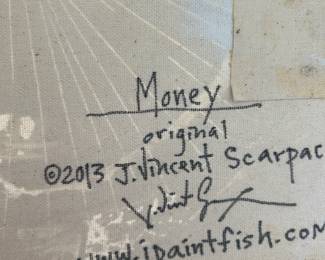 Money
original
©2013 J.Vincent Scarpac
www.ipaintfish.com